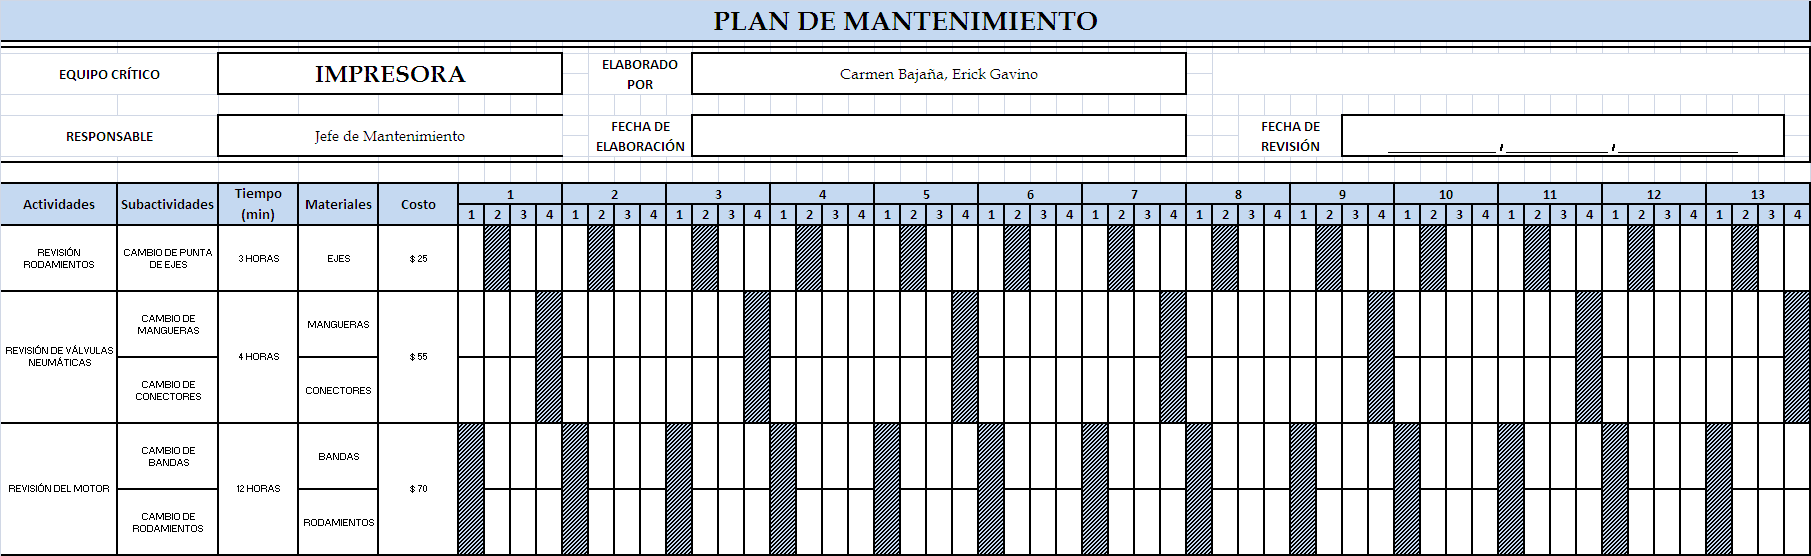 PLAN DE MANTENIMIENTO
EQUIPO CRÍTICO
IMPRESORA
ELABORADO
POR
Carmen Bajaña, Erick Gavino
RESPONSABLE
Jefe de Mantenimiento
FECHA DE
ELABORACIÓN
FECHA DE
REVISIÓN
____________ / ____________ / ____________
Actividades Subactividades Tiempo (min) Materiales Costo 1 2 3 4 5 6 7 8 9 10 11 12 13
1 2 3 4 1 2 3 4 1 2 3 4 1 2 3 4 1 2 3 4 1 2 3 4 1 2 3 4 1 2 3 4 1 2 3 4 1 2 3 4 1 2 3 4 1 2 3 4 1 2 3 4
REVISIÓN
RODAMIENTOS
CAMBIO DE PUNTA
DE EJES
3 HORAS
EJES
$ 25
REVISIÓN DE VÁLVULAS
NEUMÁTICAS
CAMBIO DE
MANGUERAS
4 HORAS
MANGUERAS
$ 55
CAMBIO DE
CONECTORES
CONECTORES
REVISIÓN DEL MOTOR
CAMBIO DE
BANDAS
12 HORAS
BANDAS
$ 70
CAMBIO DE
RODAMIENTOS
RODAMIENTOS